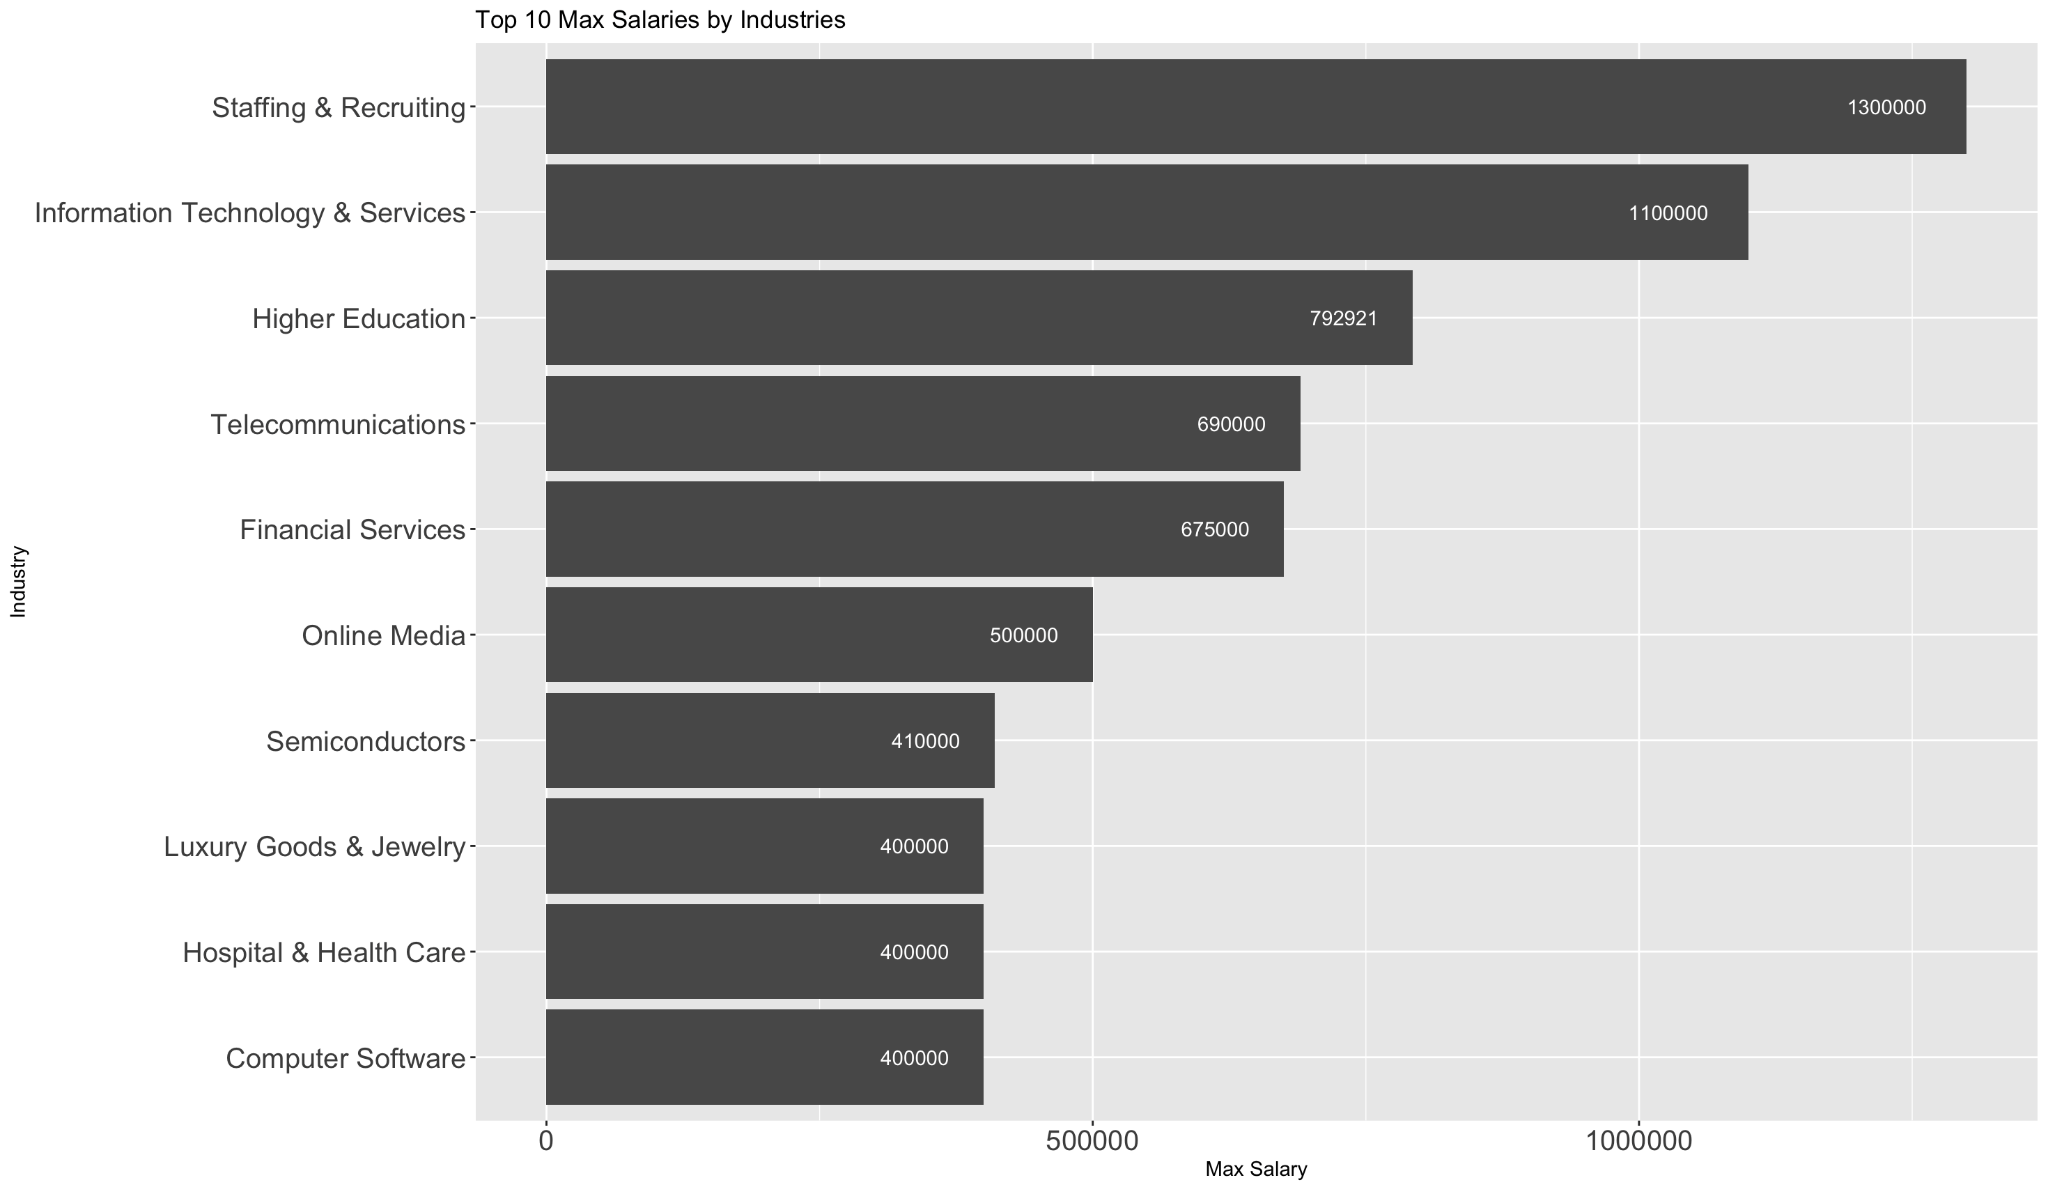 Top 10 Max Salaries by Industries
Industry
Staffing & Recruiting
1300000
Information Technology & Services
1100000
Higher Education
792921
Telecommunications
690000
Financial Services
675000
Online Media
500000
Semiconductors
410000
Luxury Goods & Jewelry
400000
Hospital & Health Care
400000
Computer Software
400000
0
500000
1000000
Max Salary